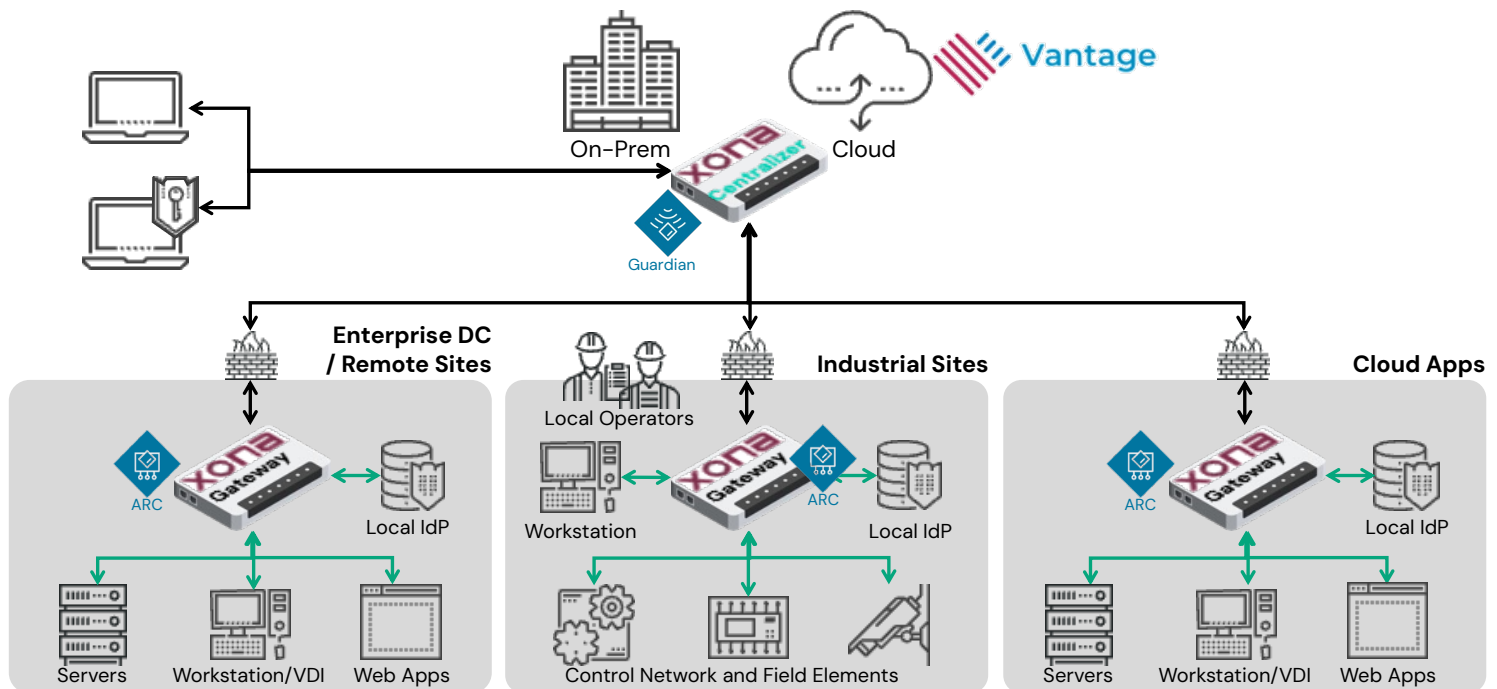 Vantage
On-Prem
Cloud
xona
Centralizer
Guardian
Enterprise DC
/ Remote Sites
Industrial Sites
Cloud Apps
Local Operators
xona
Gateway
ARC
Local IdP
Servers
Workstation/VDI
Web Apps
Workstation
xona
Gateway
ARC
Local IdP
Control Network and Field Elements
xona
Gateway
ARC
Local IdP
Servers
Workstation/VDI
Web Apps